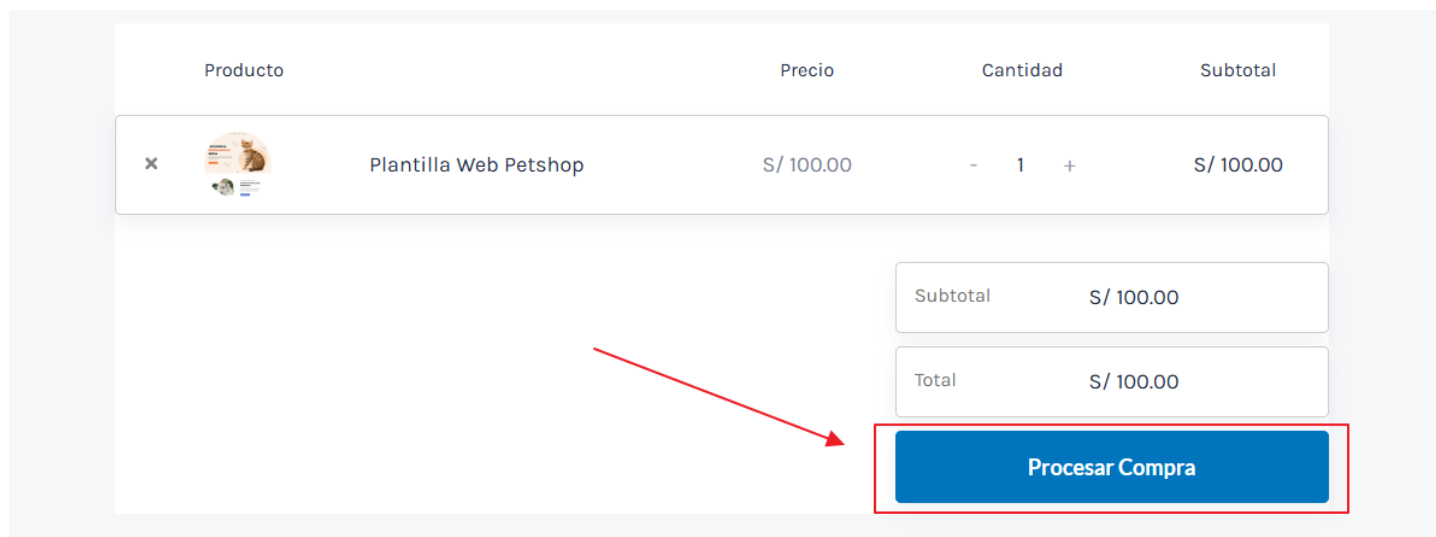 Producto Precio Cantidad Subtotal
× Plantilla Web Petshop S/ 100.00 - 1 + S/ 100.00
Subtotal S/ 100.00
Total S/ 100.00
Procesar Compra